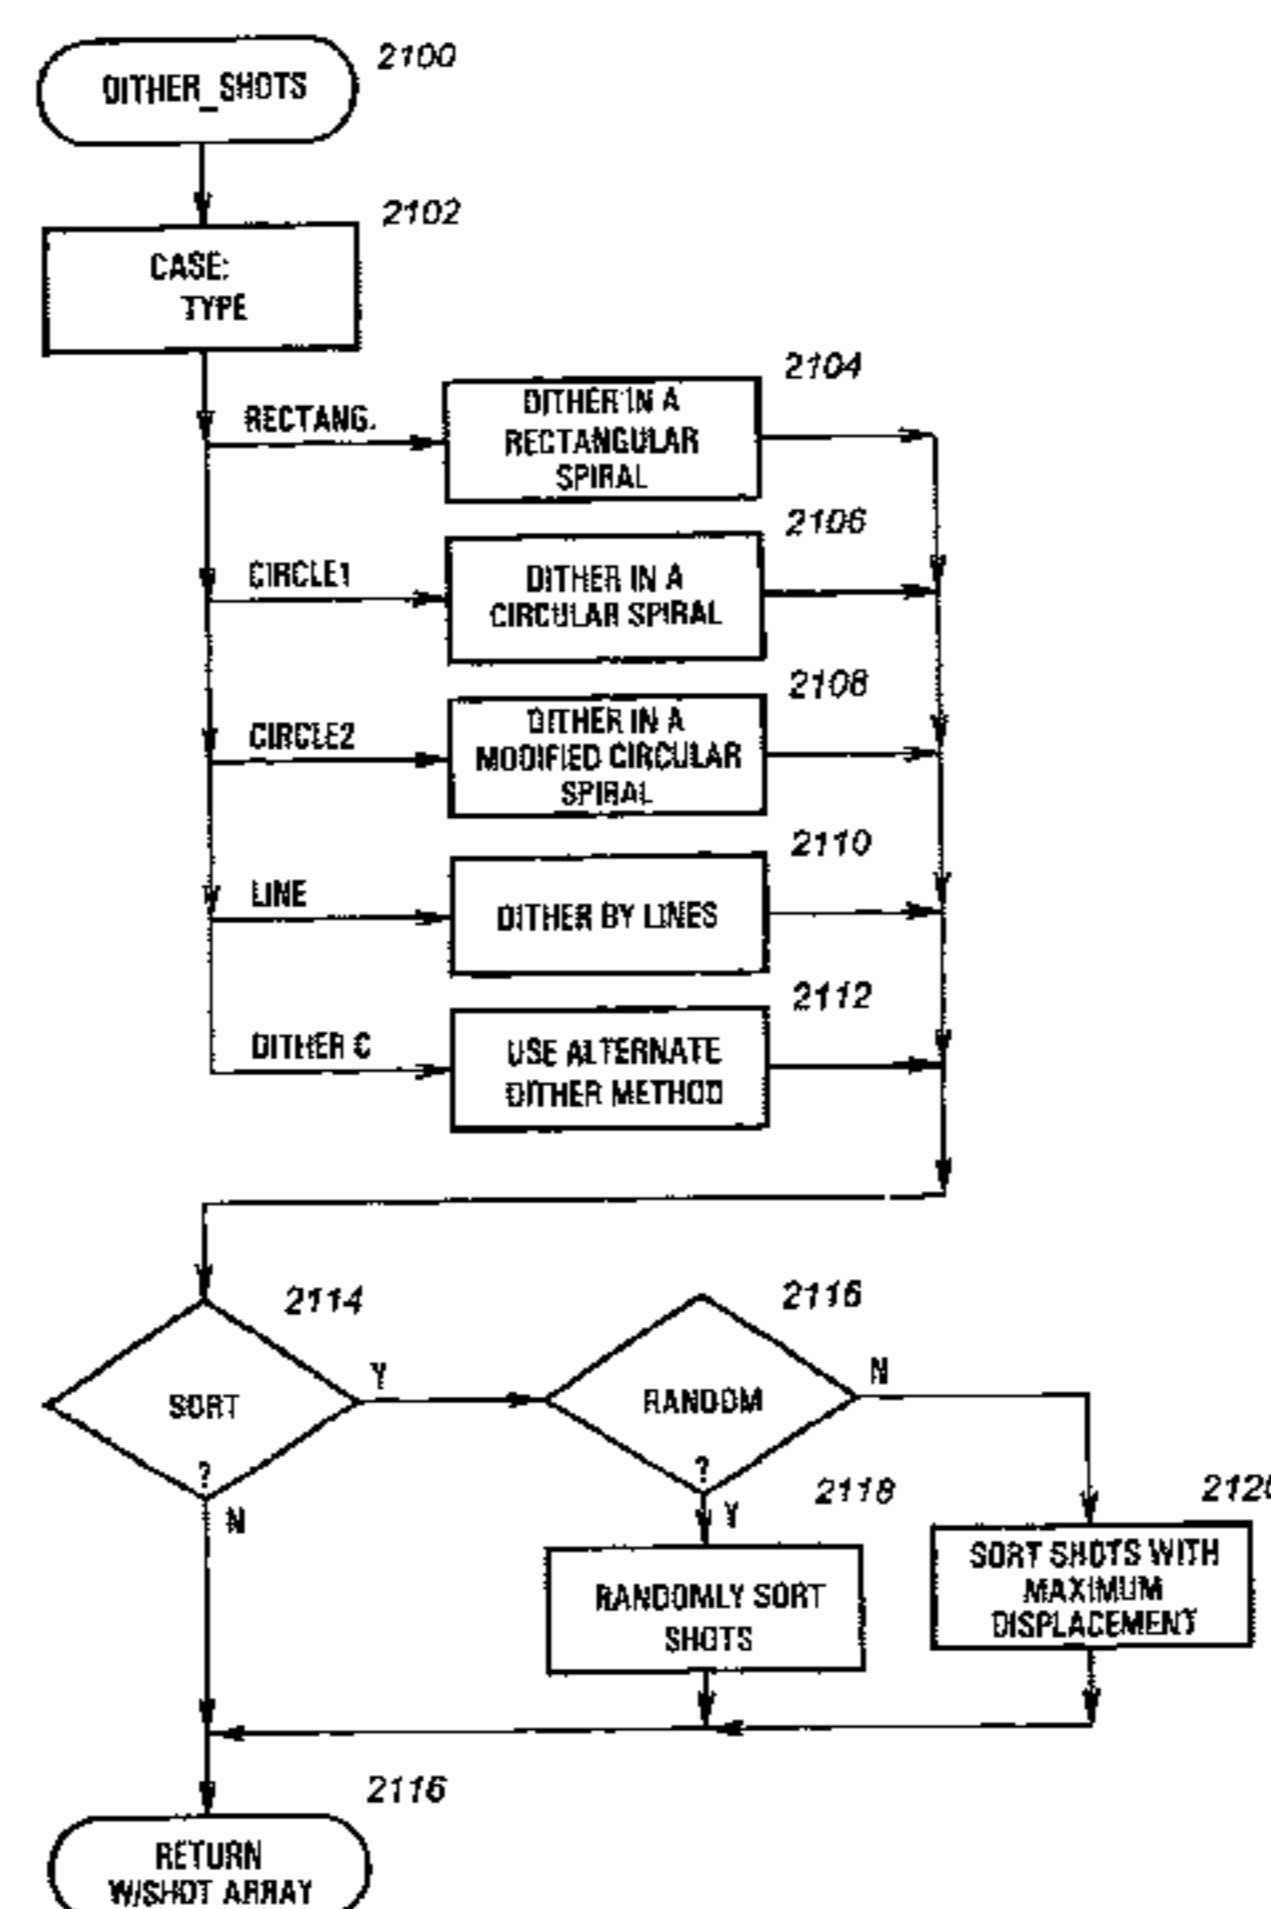 DITHER_SHOTS
2100
2102
CASE:
TYPE
2104
RECTANG.
DITHER IN A
RECTANGULAR
SPIRAL
2106
CIRCLE1
DITHER IN A
CIRCULAR SPIRAL
2108
CIRCLE2
DITHER IN A
MODIFIED CIRCULAR
SPIRAL
2110
LINE
DITHER BY LINES
2112
DITHER C
USE ALTERNATE
DITHER METHOD
2114
SORT
?
Y
N
2116
RANDOM
?
N
Y
2118
RANDOMLY SORT
SHOTS
2120
SORT SHOTS WITH
MAXIMUM
DISPLACEMENT
2116
RETURN
W/SHOT ARRAY